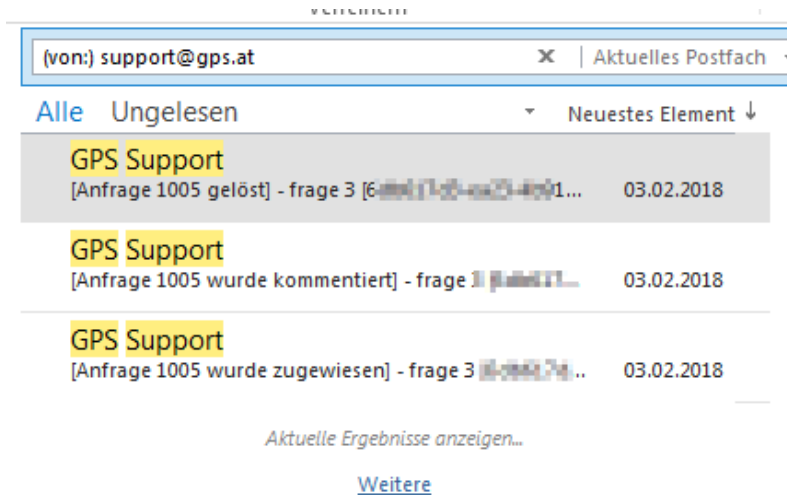 (von:) support@gps.at × | Aktuelles Postfach
Alle Ungelesen Neuestes Element ↓
GPS Support
[Anfrage 1005 gelöst] - frage 3 [6 1... 03.02.2018
GPS Support
[Anfrage 1005 wurde kommentiert] - frage 03.02.2018
GPS Support
[Anfrage 1005 wurde zugewiesen] - frage 3 .. 03.02.2018
Aktuelle Ergebnisse anzeigen...
Weitere